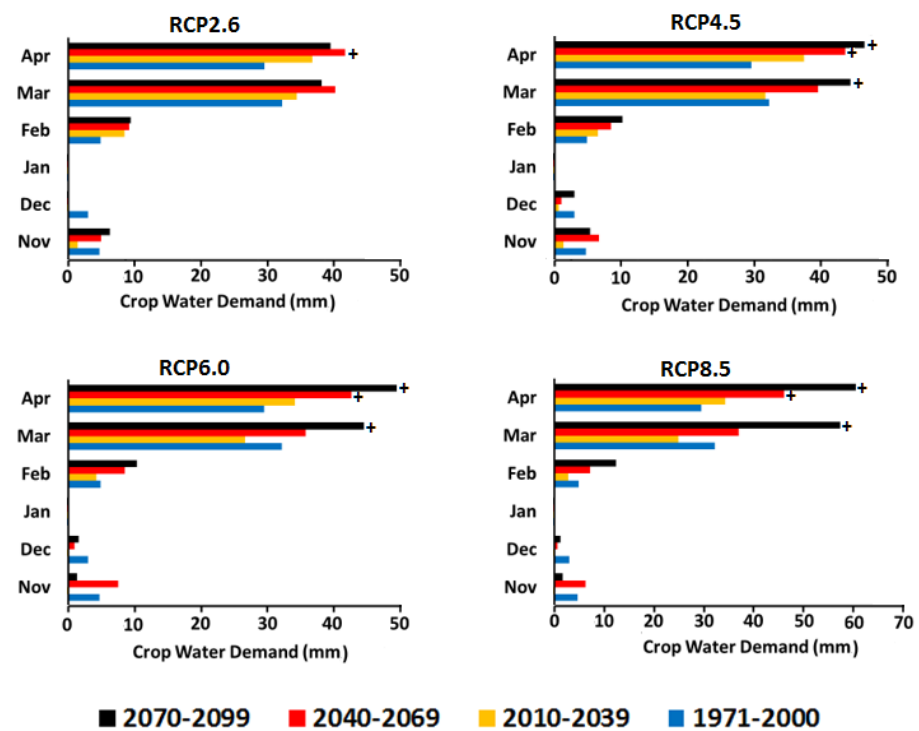 RCP2.6
Apr +
Mar
Feb
Jan
Dec
Nov
0 10 20 30 40 50
Crop Water Demand (mm)
RCP4.5
Apr + +
Mar +
Feb
Jan
Dec
Nov
0 10 20 30 40 50
Crop Water Demand (mm)
RCP6.0
Apr + +
Mar +
Feb
Jan
Dec
Nov
0 10 20 30 40 50
Crop Water Demand (mm)
RCP8.5
Apr + +
Mar +
Feb
Jan
Dec
Nov
0 10 20 30 40 50 60 70
Crop Water Demand (mm)
2070-2099 2040-2069 2010-2039 1971-2000